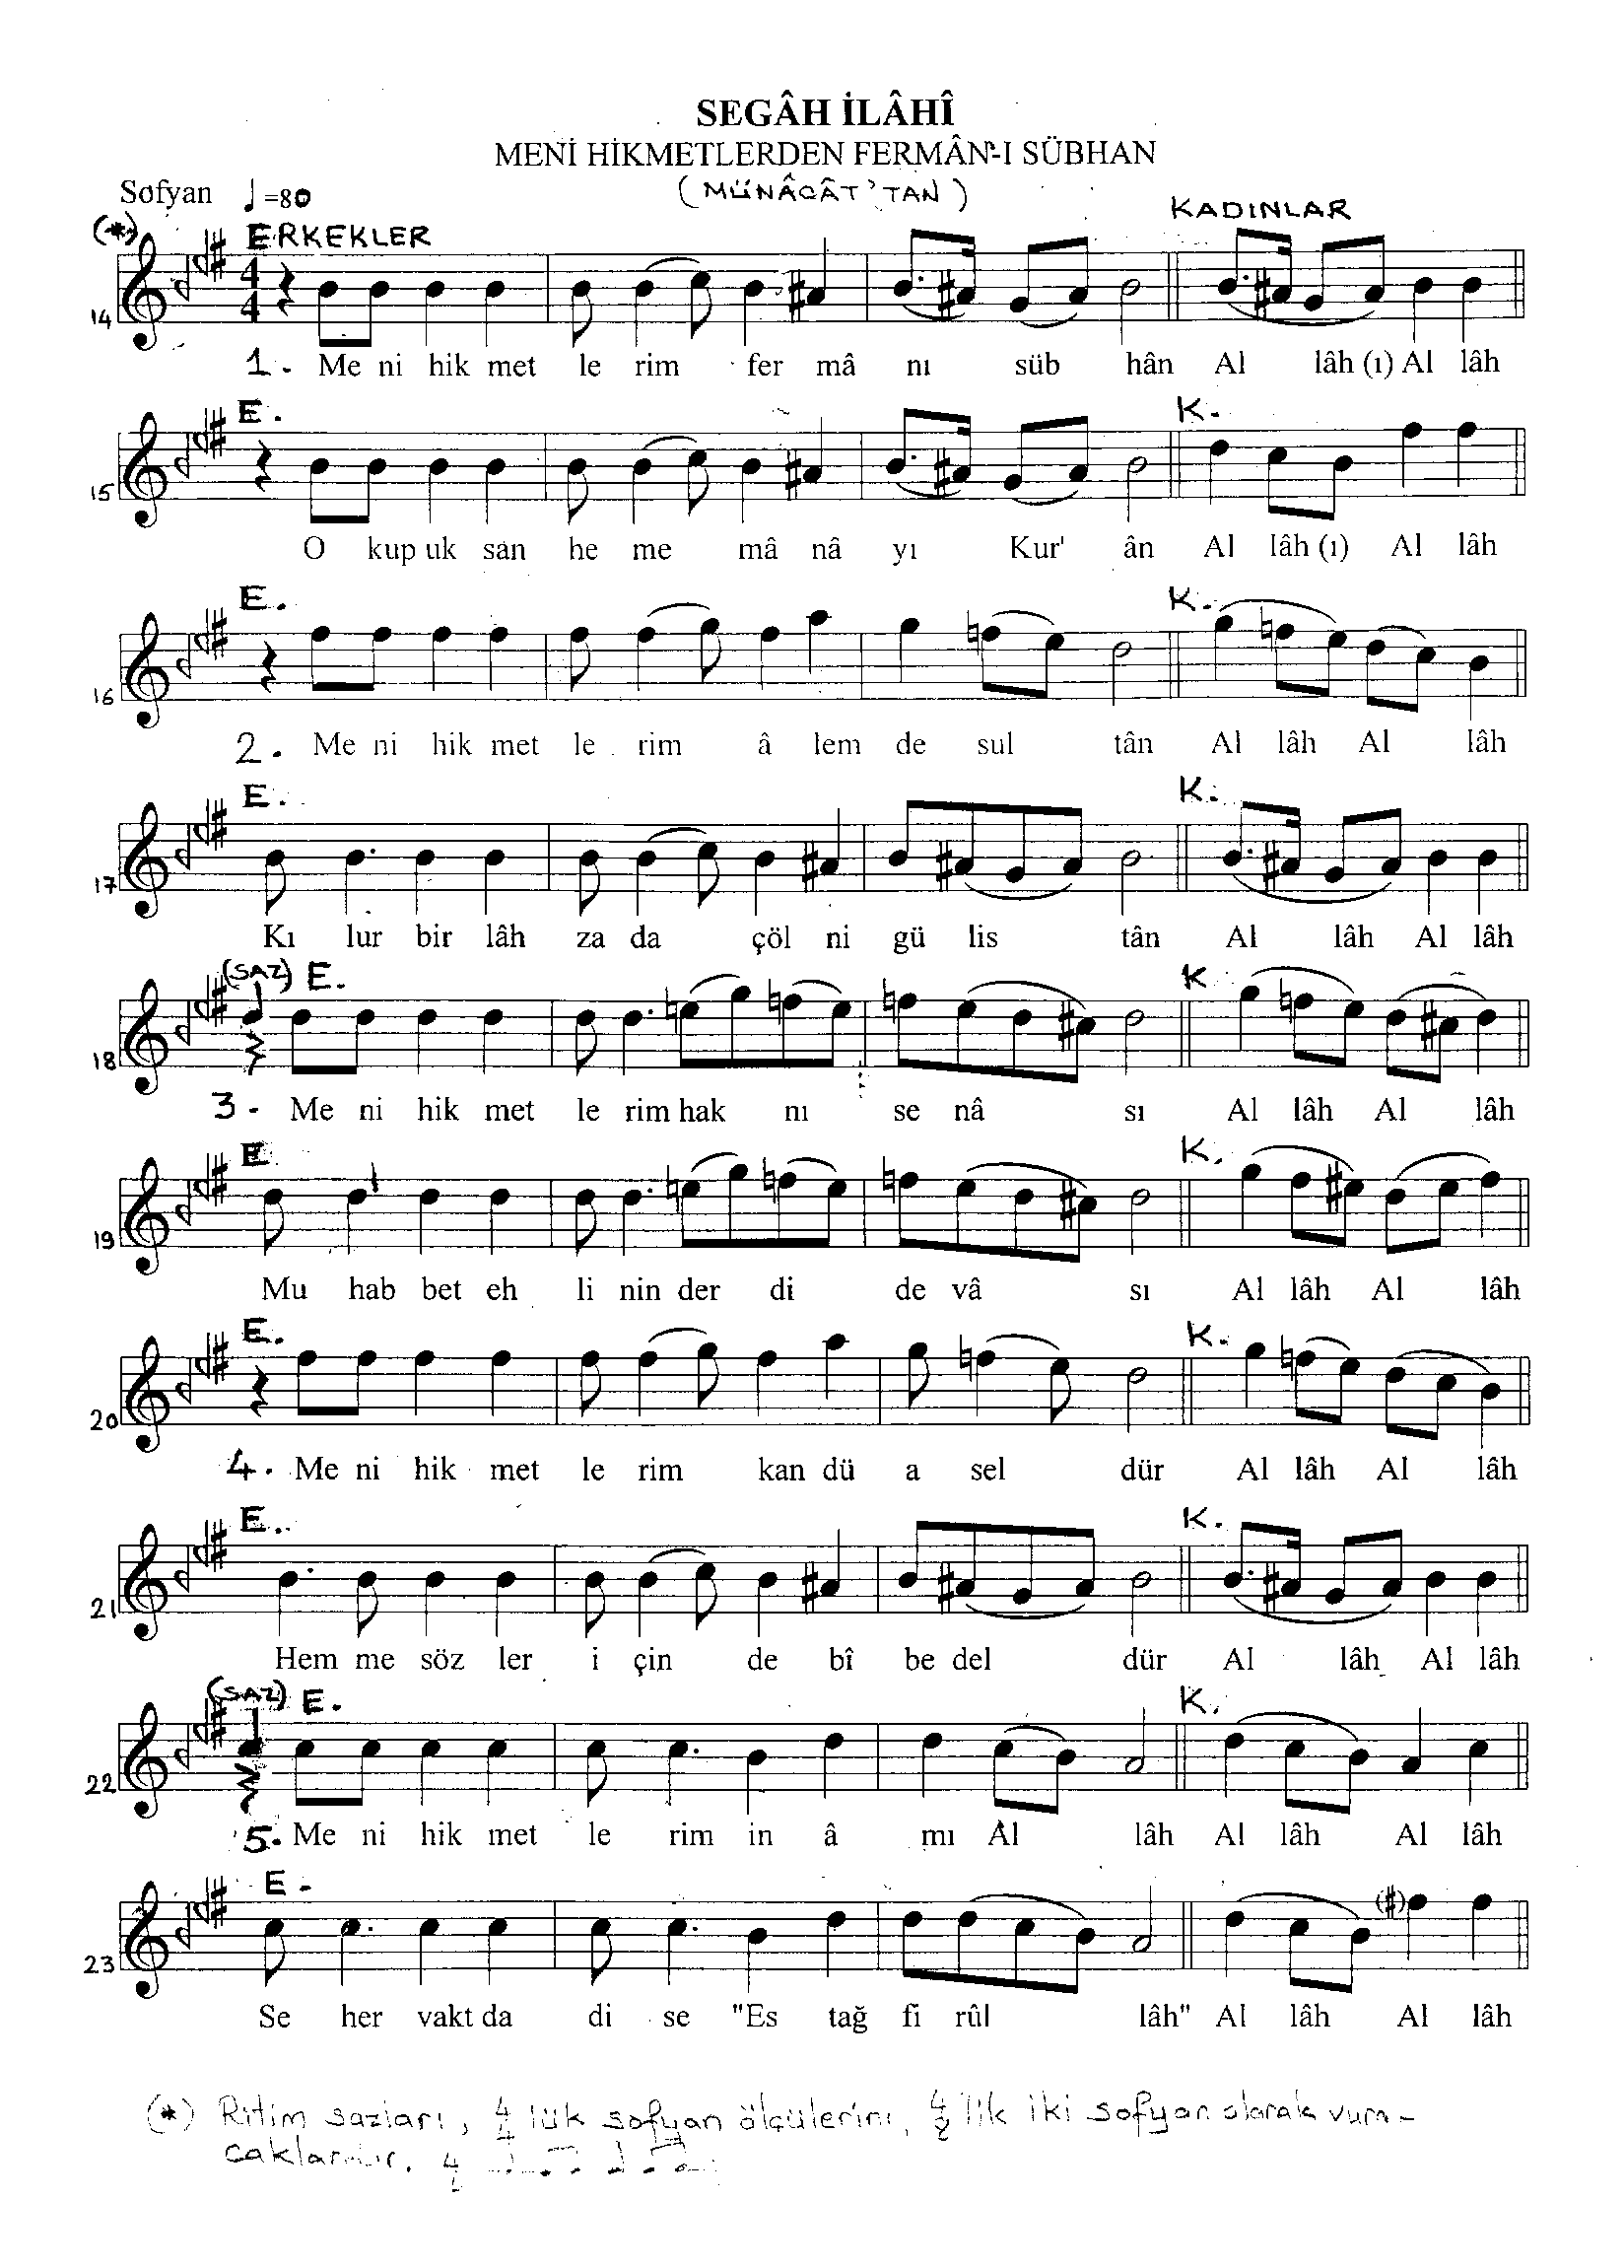 SEGÂH İLÂHÎ
MENİ HİKMETLERDEN FERMÂN'-I SÜBHAN
Sofyan ♩=80 (MÜNÂCÂT'TAN)
KADINLAR
(*) ERKEKLER
4
4
14
1. Me ni hik met le rim fer mâ nı süb hân Al lâh (ı) Al lâh
E. K.
15
O kup uk san he me mâ nâ yı Kur' ân Al lâh (ı) Al lâh
E. K.
16
2. Me ni hik met le rim â lem de sul tân Al lâh Al lâh
E. K.
17
Kı lur bir lâh za da çöl ni gü lis tân Al lâh Al lâh
(SAZ) E. K
18
3- Me ni hik met le rim hak nı se nâ sı Al lâh Al lâh
E K.
19
Mu hab bet eh li nin der di de vâ sı Al lâh Al lâh
E. K.
20
4. Me ni hik met le rim kan dü a sel dür Al lâh Al lâh
E. K.
21
Hem me söz ler i çin de bî be del dür Al lâh Al lâh
(SAZ) E. K.
22
5. Me ni hik met le rim in â mı Al lâh Al lâh Al lâh
E-
23
Se her vakt da di se "Es tağ fi rûl lâh" Al lâh Al lâh
(*) Ritim sazları, 4/4 lük sofyan ölçülerini, 4/2 lik iki sofyan olarak vura-
caklardır.